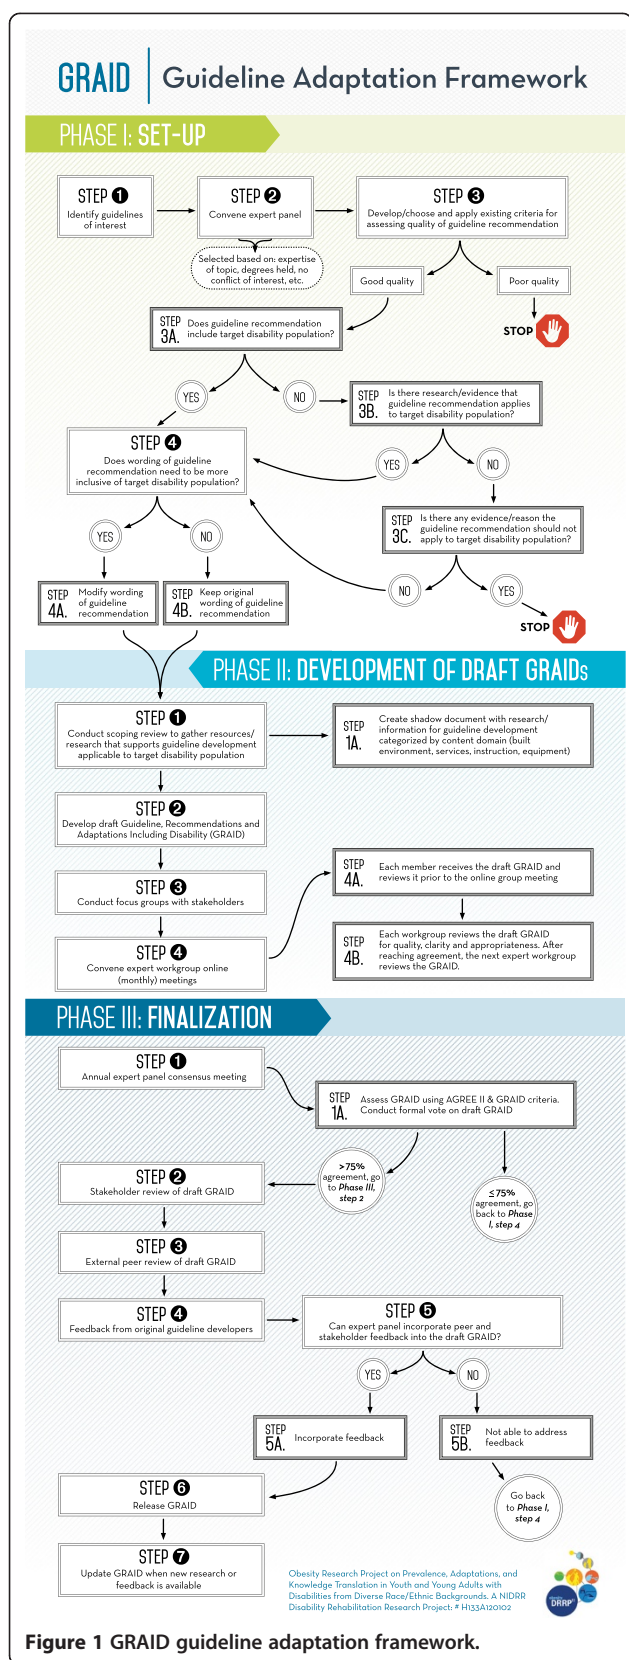 GRAID | Guideline Adaptation Framework
PHASE I: SET-UP
STEP 1
Identify guidelines
of interest
STEP 2
Convene expert panel
Selected based on: expertise
of topic, degrees held, no
conflict of interest, etc.
STEP 3
Develop/choose and apply existing criteria for
assessing quality of guideline recommendation
Good quality
Poor quality
STOP
STEP
3A.
Does guideline recommendation
include target disability population?
YES
NO
STEP
3B.
Is there research/evidence that
guideline recommendation applies
to target disability population?
STEP 4
Does wording of guideline
recommendation need to be more
inclusive of target disability population?
YES
NO
STEP
3C.
Is there any evidence/reason the
guideline recommendation should not
apply to target disability population?
YES
NO
NO
YES
STOP
STEP
4A.
Modify wording
of guideline
recommendation
STEP
4B.
Keep original
wording of guideline
recommendation
PHASE II: DEVELOPMENT OF DRAFT GRAIDs
STEP 1
Conduct scoping review to gather resources/
research that supports guideline development
applicable to target disability population
STEP
1A.
Create shadow document with research/
information for guideline development
categorized by content domain (built
environment, services, instruction, equipment)
STEP 2
Develop draft Guideline, Recommendations and
Adaptations Including Disability (GRAID)
STEP 3
Conduct focus groups with stakeholders
STEP 4
Convene expert workgroup online
(monthly) meetings
STEP
4A.
Each member receives the draft GRAID and
reviews it prior to the online group meeting
STEP
4B.
Each workgroup reviews the draft GRAID
for quality, clarity and appropriateness. After
reaching agreement, the next expert workgroup
reviews the GRAID.
PHASE III: FINALIZATION
STEP 1
Annual expert panel consensus meeting
STEP
1A.
Assess GRAID using AGREE II & GRAID criteria.
Conduct formal vote on draft GRAID
>75%
agreement, go
to Phase III,
step 2
≤75%
agreement, go
back to Phase
I, step 4
STEP 2
Stakeholder review of draft GRAID
STEP 3
External peer review of draft GRAID
STEP 4
Feedback from original guideline developers
STEP 5
Can expert panel incorporate peer and
stakeholder feedback into the draft GRAID?
YES
NO
STEP
5A.
Incorporate feedback
STEP
5B.
Not able to address
feedback
Go back
to Phase I,
step 4
STEP 6
Release GRAID
STEP 7
Update GRAID when new research or
feedback is available
Obesity Research Project on Prevalence, Adaptations, and
Knowledge Translation in Youth and Young Adults with
Disabilities from Diverse Race/Ethnic Backgrounds. A NIDRR
Disability Rehabilitation Research Project: # H133A120102
DRRP
Figure 1 GRAID guideline adaptation framework.